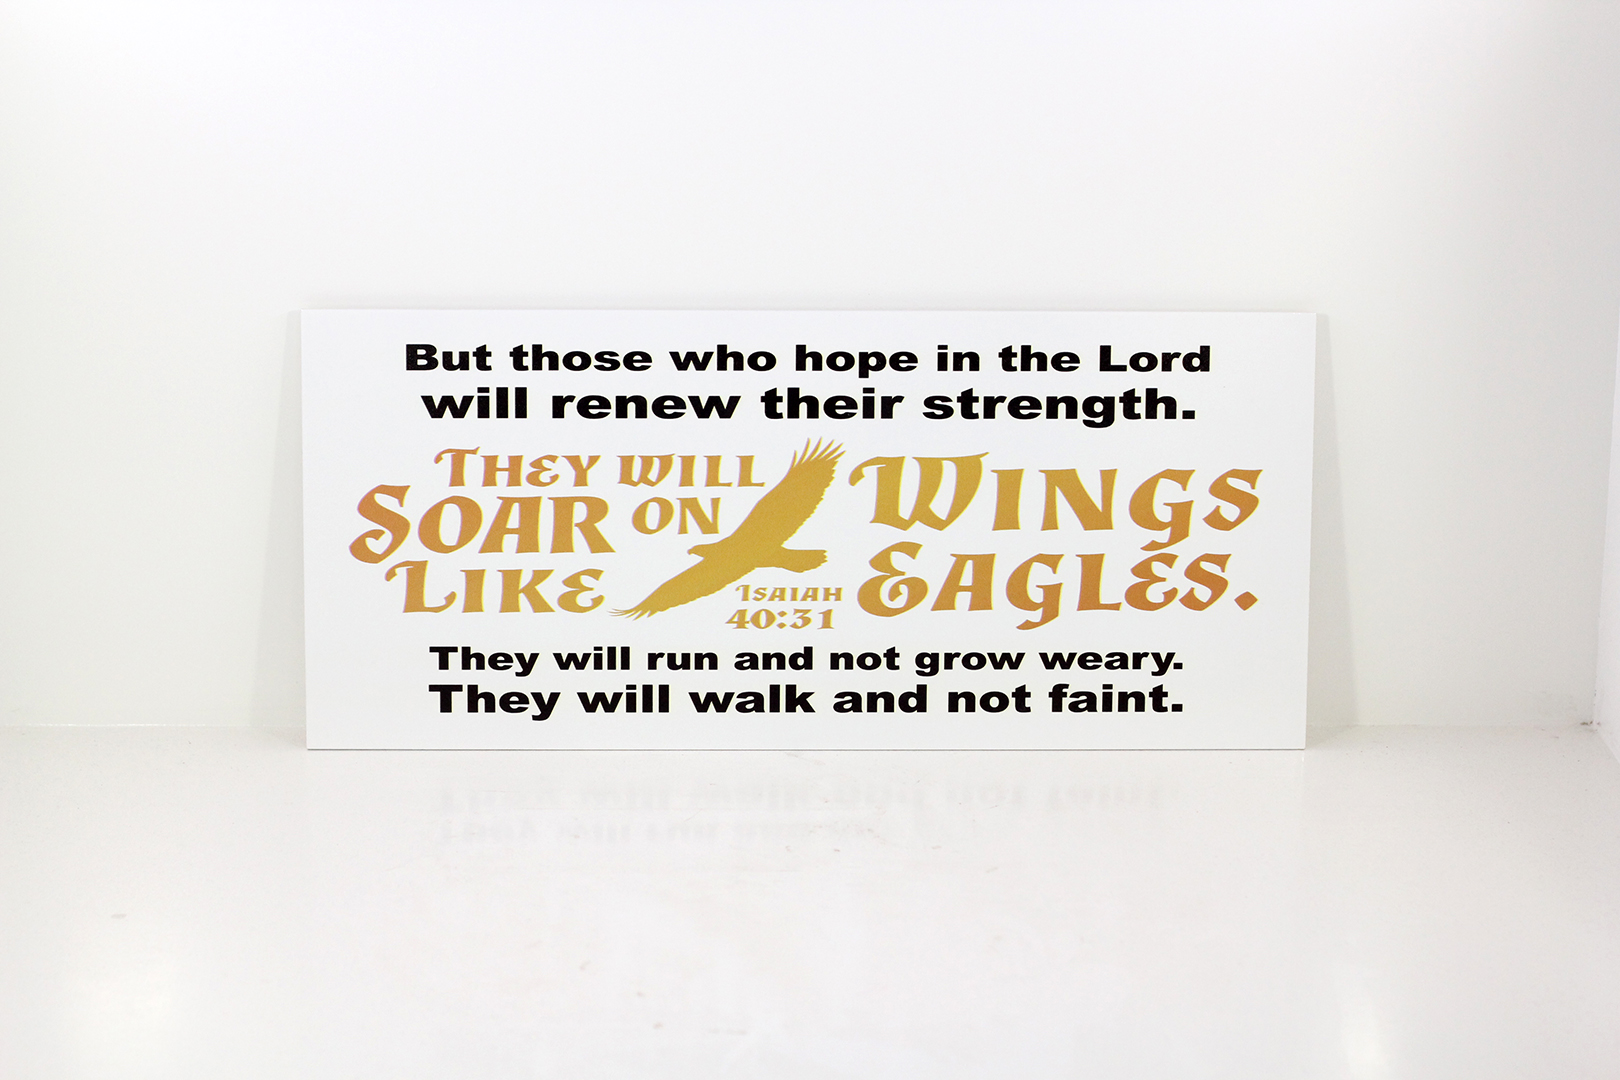 But those who hope in the Lord
will renew their strength.
They will
Soar on
Like
Wings
Eagles.
Isaiah
40:31
They will run and not grow weary.
They will walk and not faint.